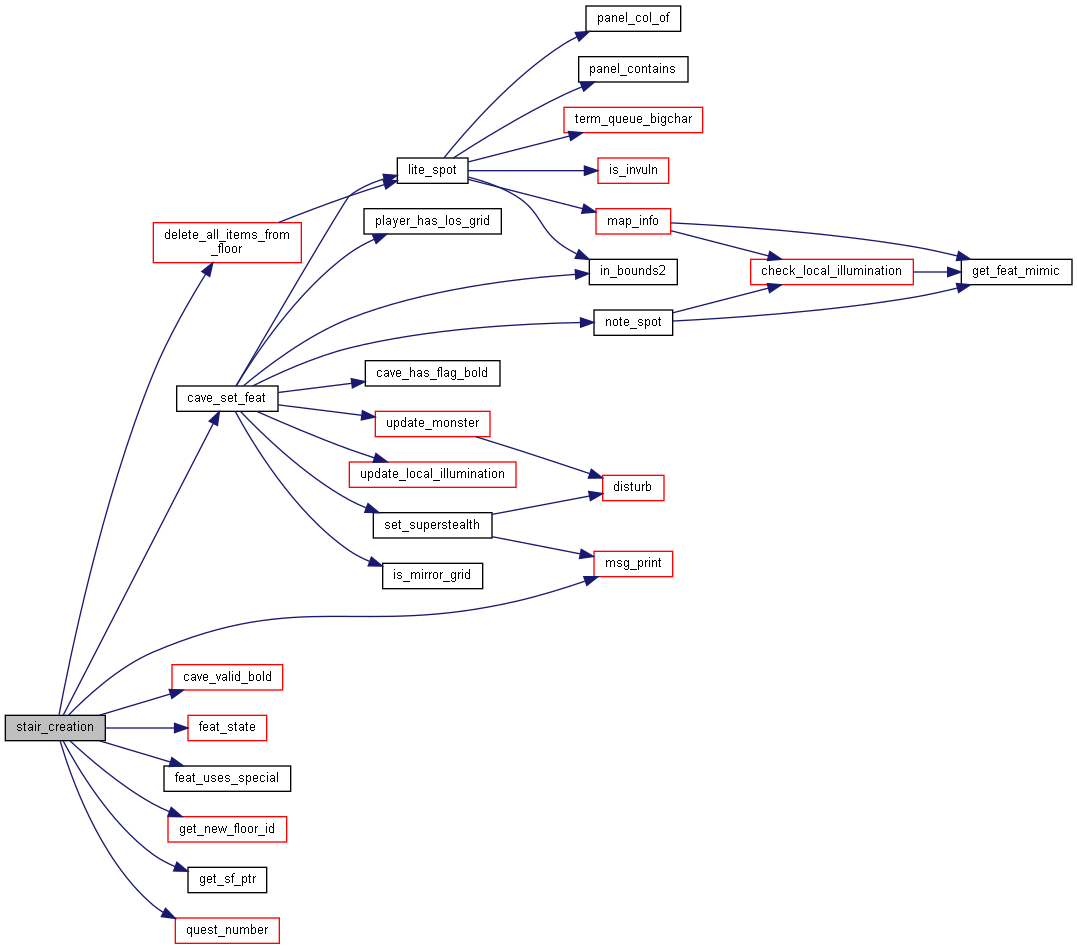 panel_col_of
panel_contains
term_queue_bigchar
lite_spot
is_invuln
player_has_los_grid
map_info
delete_all_items_from
_floor
in_bounds2
check_local_illumination
get_feat_mimic
note_spot
cave_has_flag_bold
cave_set_feat
update_monster
update_local_illumination
disturb
set_superstealth
msg_print
is_mirror_grid
cave_valid_bold
stair_creation
feat_state
feat_uses_special
get_new_floor_id
get_sf_ptr
quest_number